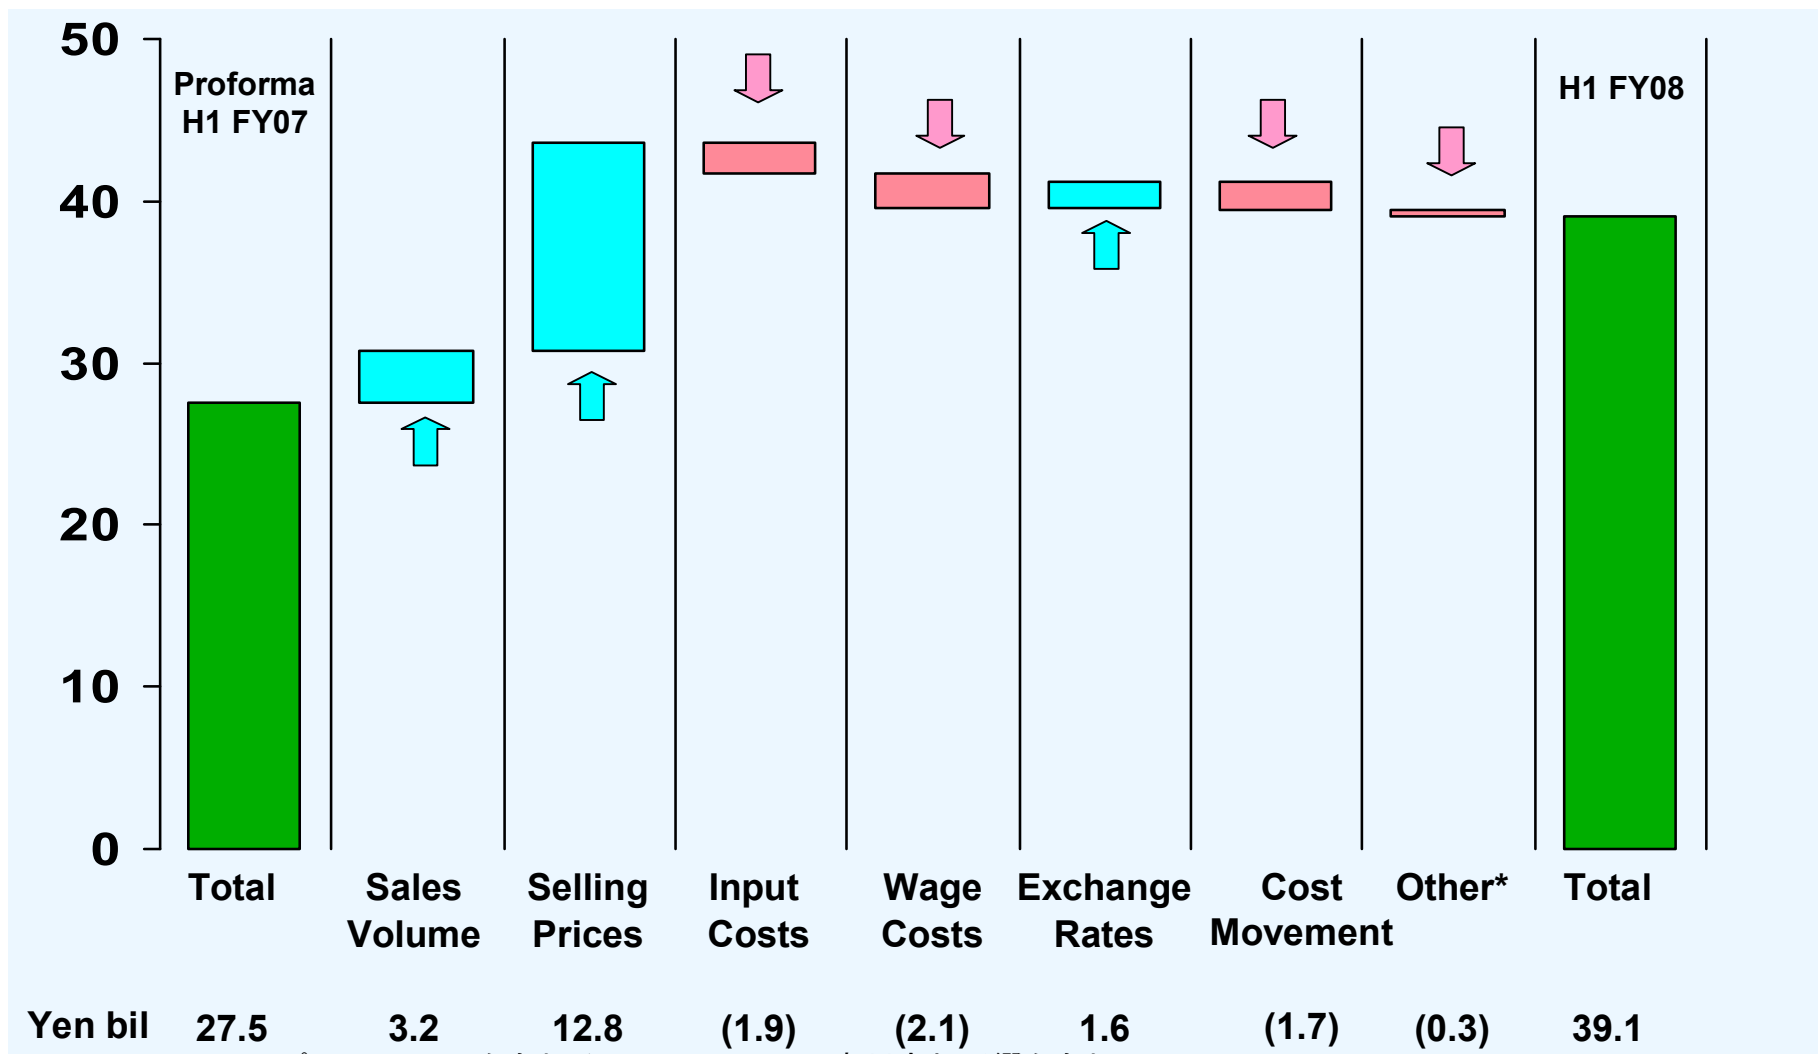 50
Proforma
H1 FY07
H1 FY08
40
30
20
10
0
Total
Sales
Volume
Selling
Prices
Input
Costs
Wage
Costs
Exchange
Rates
Cost
Movement
Other*
Total
Yen bil 27.5 3.2 12.8 (1.9) (2.1) 1.6 (1.7) (0.3) 39.1